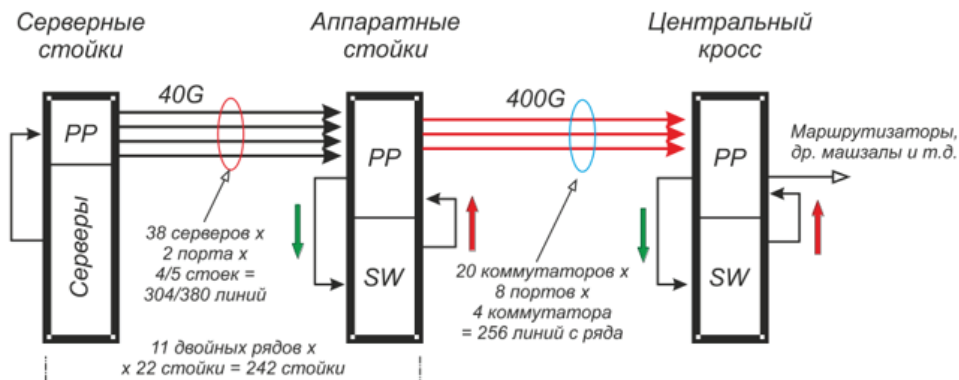 Серверные
стойки
Аппаратные
стойки
Центральный
кросс
40G
400G
PP
Серверы
PP
SW
PP
SW
Маршрутизаторы,
др. машзалы и т.д.
38 серверов x
2 порта x
4/5 стоек =
304/380 линий
20 коммутаторов x
8 портов x
4 коммутатора
= 256 линий с ряда
11 двойных рядов x
x 22 стойки = 242 стойки